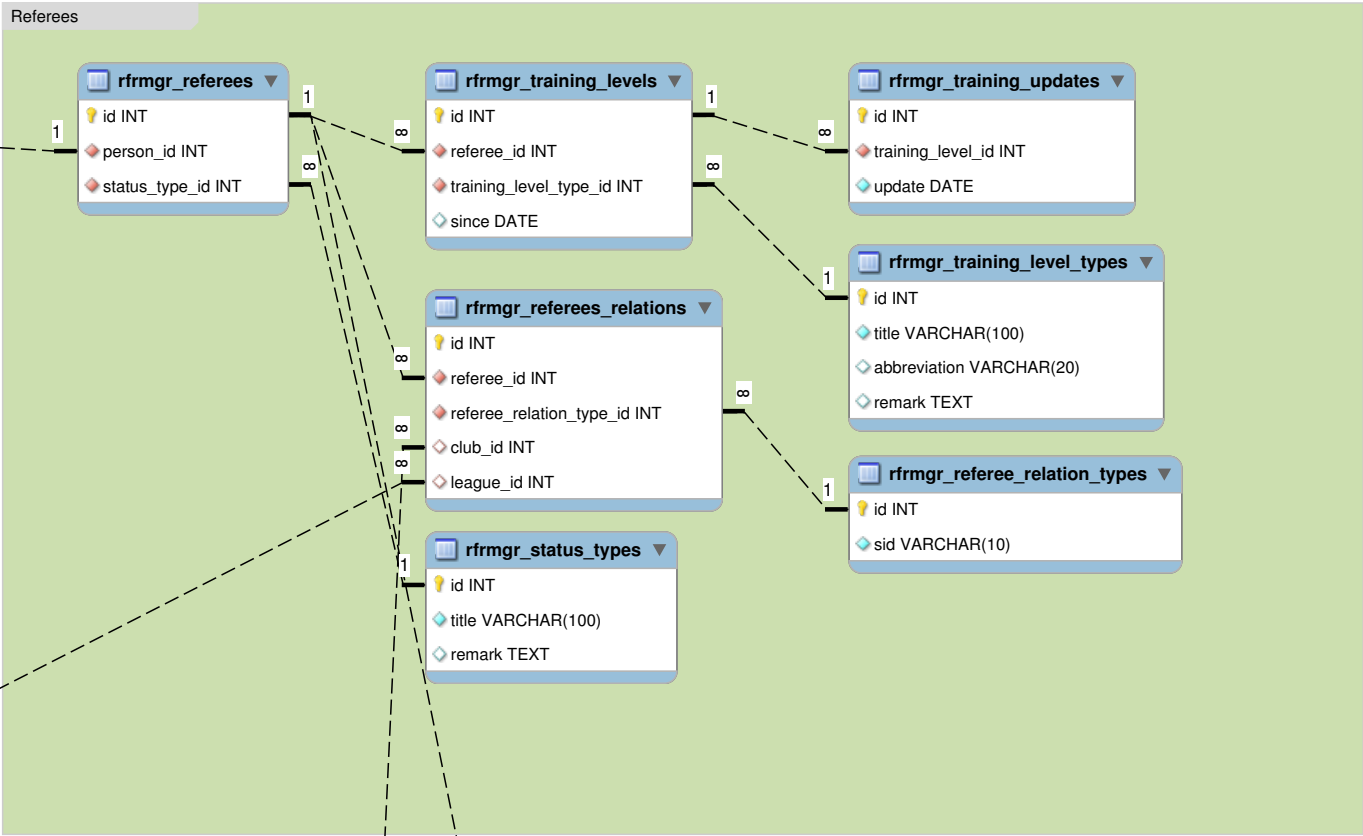 Referees
rfrmgr_referees
id INT
person_id INT
status_type_id INT
1
1
∞
rfrmgr_training_levels
id INT
referee_id INT
training_level_type_id INT
since DATE
∞
1
∞
rfrmgr_training_updates
id INT
training_level_id INT
update DATE
∞
rfrmgr_training_level_types
id INT
title VARCHAR(100)
abbreviation VARCHAR(20)
remark TEXT
1
rfrmgr_referees_relations
id INT
referee_id INT
referee_relation_type_id INT
club_id INT
league_id INT
∞
∞
∞
∞
rfrmgr_referee_relation_types
id INT
sid VARCHAR(10)
1
rfrmgr_status_types
id INT
title VARCHAR(100)
remark TEXT
1